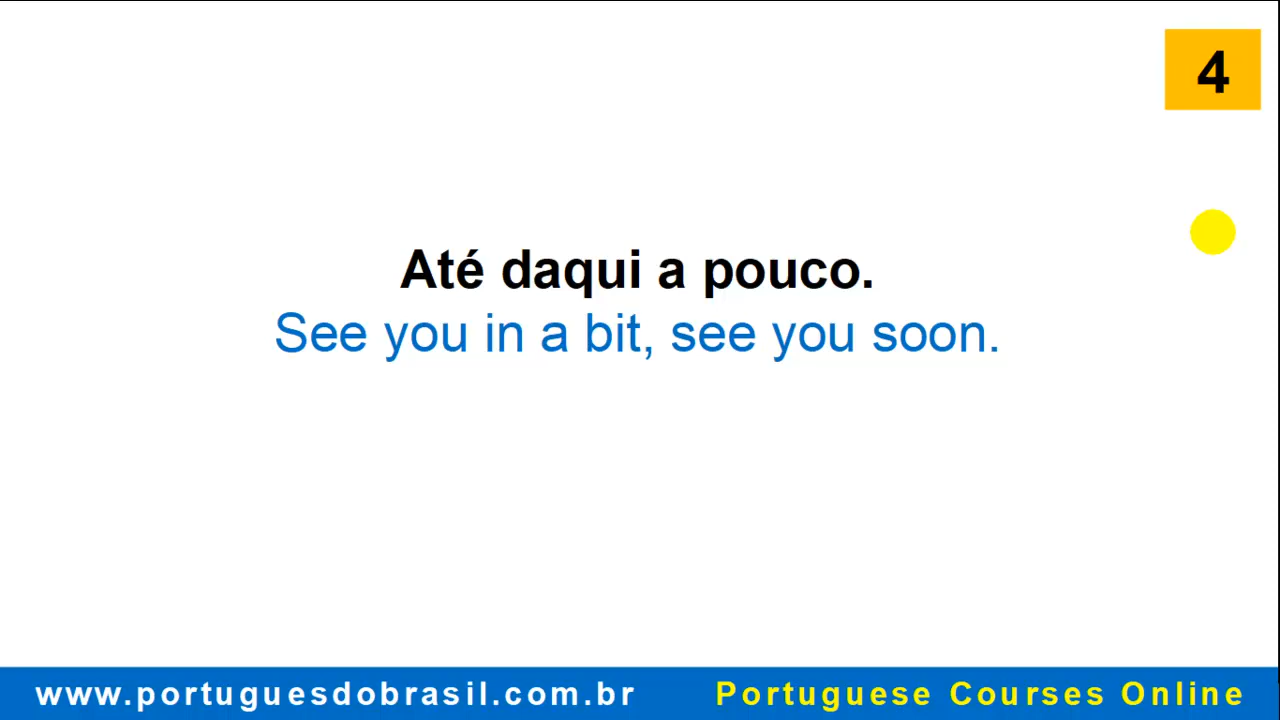 4
Até daqui a pouco.
See you in a bit, see you soon.
www.portuguesdobrasil.com.br Portuguese Courses Online